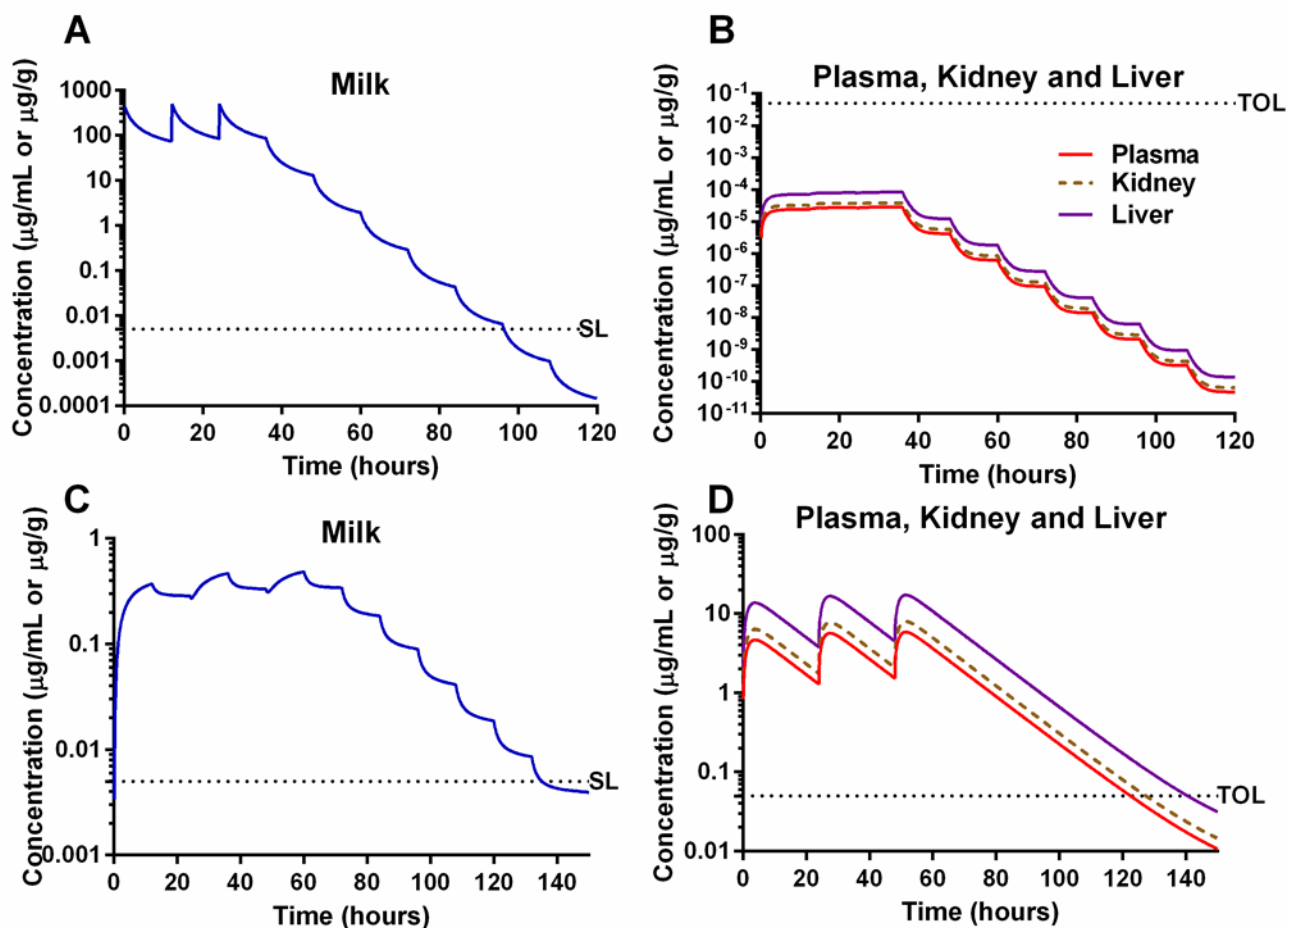 A
Milk
Concentration (μg/mL or μg/g)
1000
100
10
1
0.1
0.01
0.001
0.0001
SL
0 20 40 60 80 100 120
Time (hours)
B
Plasma, Kidney and Liver
Concentration (μg/mL or μg/g)
10⁻¹
10⁻²
10⁻³
10⁻⁴
10⁻⁵
10⁻⁶
10⁻⁷
10⁻⁸
10⁻⁹
10⁻¹⁰
10⁻¹¹
TOL
Plasma
Kidney
Liver
0 20 40 60 80 100 120
Time (hours)
C
Milk
Concentration (μg/mL or μg/g)
1
0.1
0.01
0.001
SL
0 20 40 60 80 100 120 140
Time (hours)
D
Plasma, Kidney and Liver
Concentration (μg/mL or μg/g)
100
10
1
0.1
0.01
TOL
0 20 40 60 80 100 120 140
Time (hours)